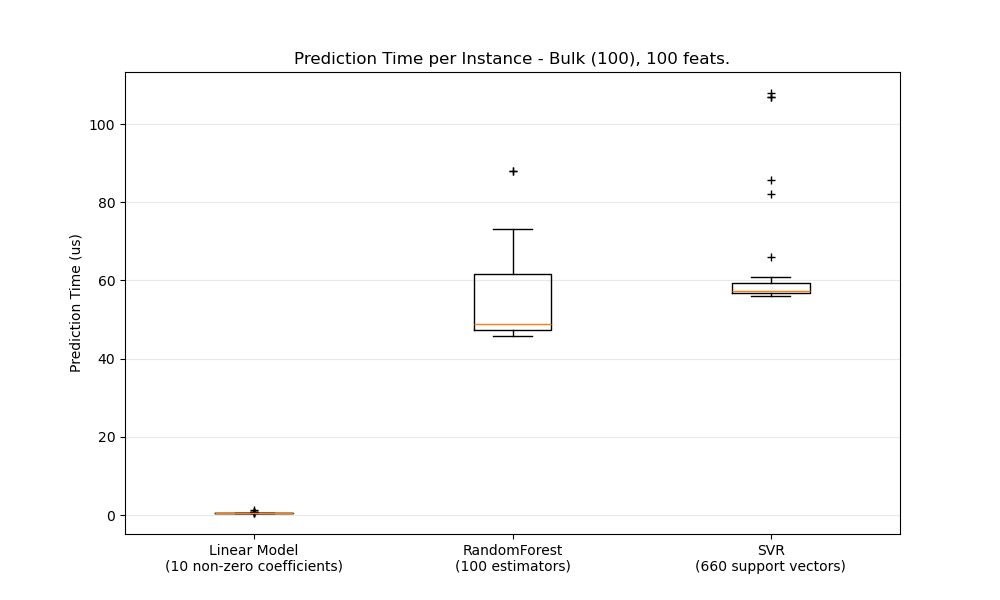 Prediction Time per Instance - Bulk (100), 100 feats.
Prediction Time (us)
100
80
60
40
20
0
Linear Model
(10 non-zero coefficients)
RandomForest
(100 estimators)
SVR
(660 support vectors)